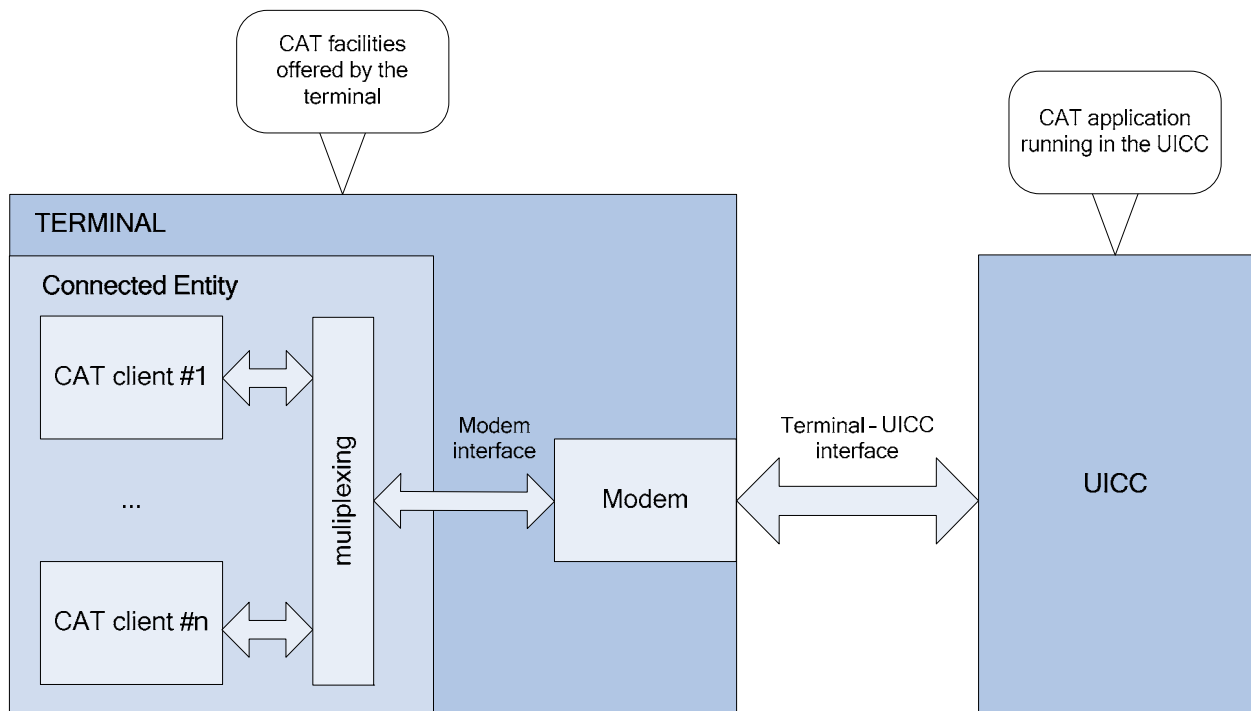 CAT facilities
offered by the
terminal
CAT application
running in the UICC
TERMINAL
Connected Entity
CAT client #1
...
CAT client #n
muliplexing
Modem
interface
Modem
Terminal - UICC
interface
UICC